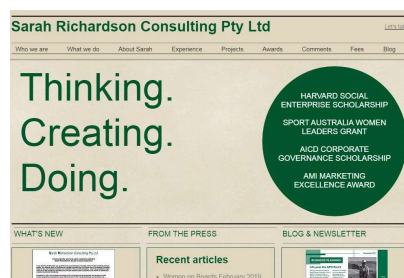 Sarah Richardson Consulting Pty Ltd
Let's tal
Who we are What we do About Sarah Experience Projects Awards Comments Fees Blog
Thinking.
Creating.
Doing.
HARVARD SOCIAL
ENTERPRISE SCHOLARSHIP
SPORT AUSTRALIA WOMEN
LEADERS GRANT
AICD CORPORATE
GOVERNANCE SCHOLARSHIP
AMI MARKETING
EXCELLENCE AWARD
WHAT'S NEW
FROM THE PRESS
BLOG & NEWSLETTER
Sarah Richardson Consulting Pty Ltd
Recent articles
Women on Boards February 2019